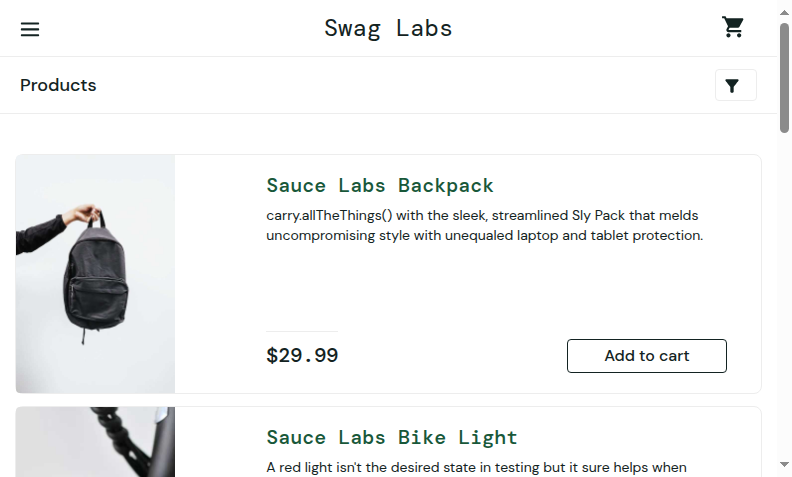 Swag Labs
Products
Sauce Labs Backpack
carry.allTheThings() with the sleek, streamlined Sly Pack that melds
uncompromising style with unequaled laptop and tablet protection.
$29.99
Add to cart
Sauce Labs Bike Light
A red light isn't the desired state in testing but it sure helps when